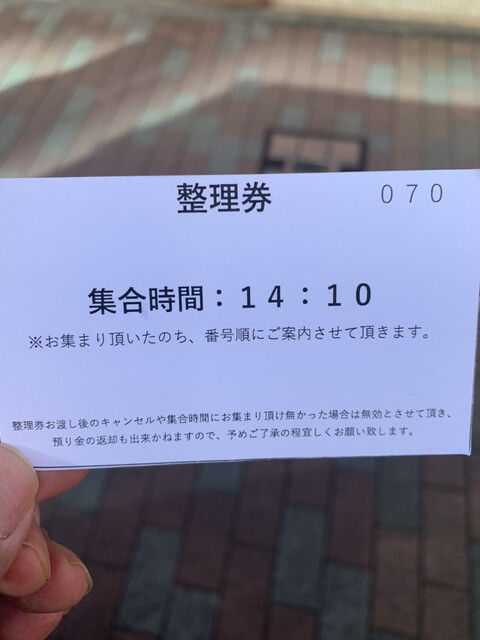 整理券 070
集合時間：14：10
※お集まり頂いたのち、番号順にご案内させて頂きます。
整理券お渡し後のキャンセルや集合時間にお集まり頂け無かった場合は無効とさせて頂き、
預り金の返却も出来かねますので、予めご了承の程宜しくお願い致します。